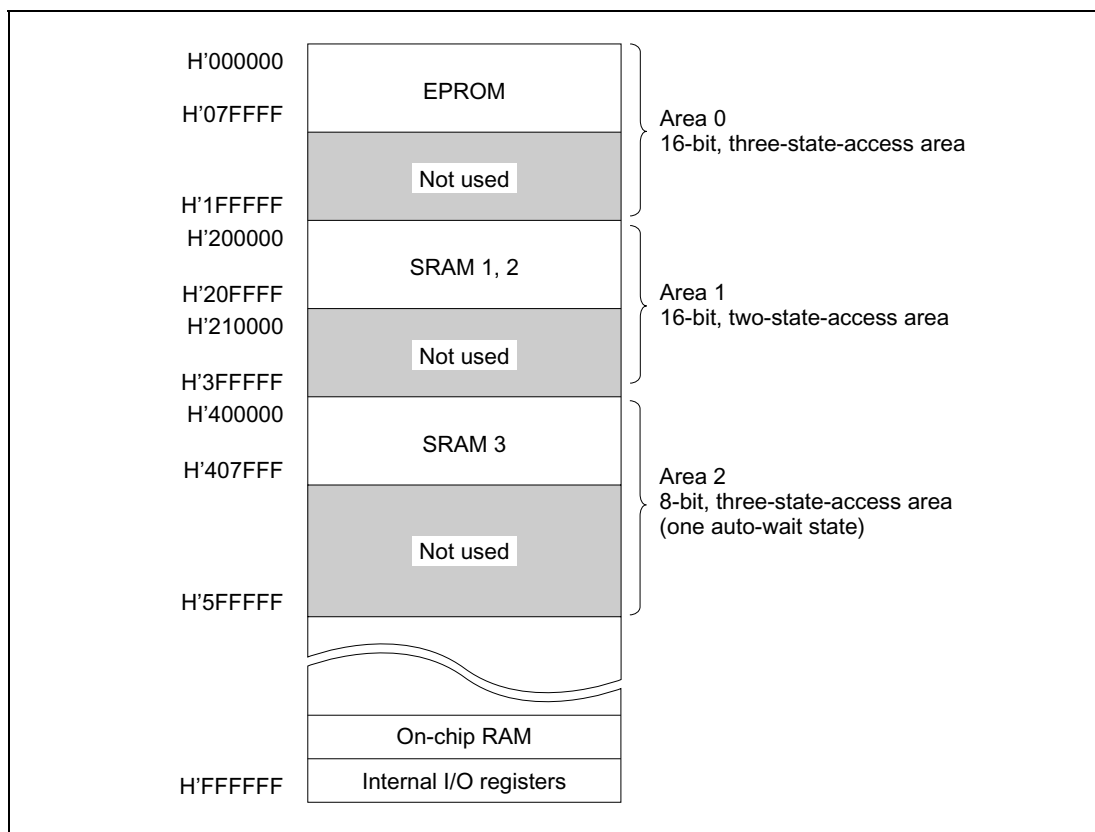 H’000000
EPROM
H’07FFFF
Area 0
16-bit, three-state-access area
Not used
H’1FFFFF
H’200000
SRAM 1, 2
H’20FFFF
Area 1
16-bit, two-state-access area
H’210000
Not used
H’3FFFFF
H’400000
SRAM 3
H’407FFF
Area 2
8-bit, three-state-access area
(one auto-wait state)
Not used
H’5FFFFF
On-chip RAM
H’FFFFFF
Internal I/O registers